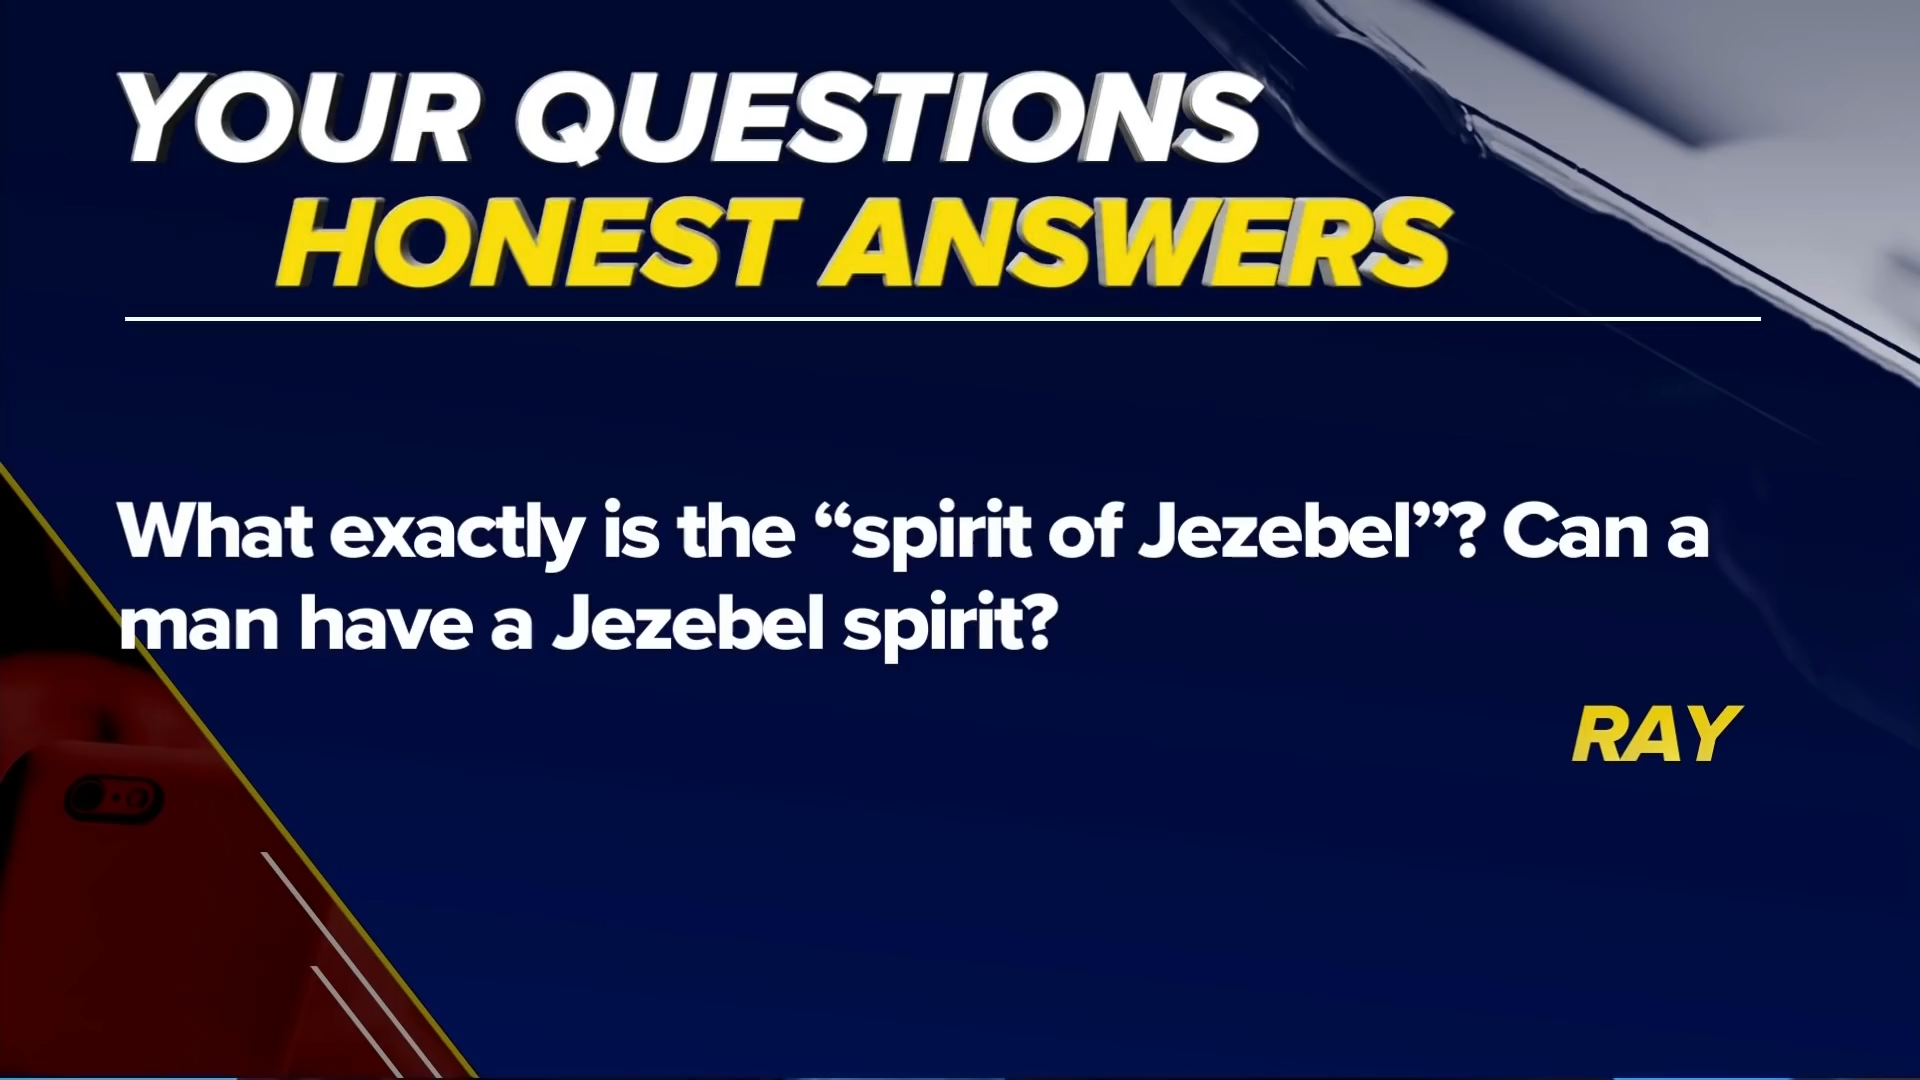 YOUR QUESTIONS
HONEST ANSWERS
What exactly is the “spirit of Jezebel”? Can a
man have a Jezebel spirit?
RAY